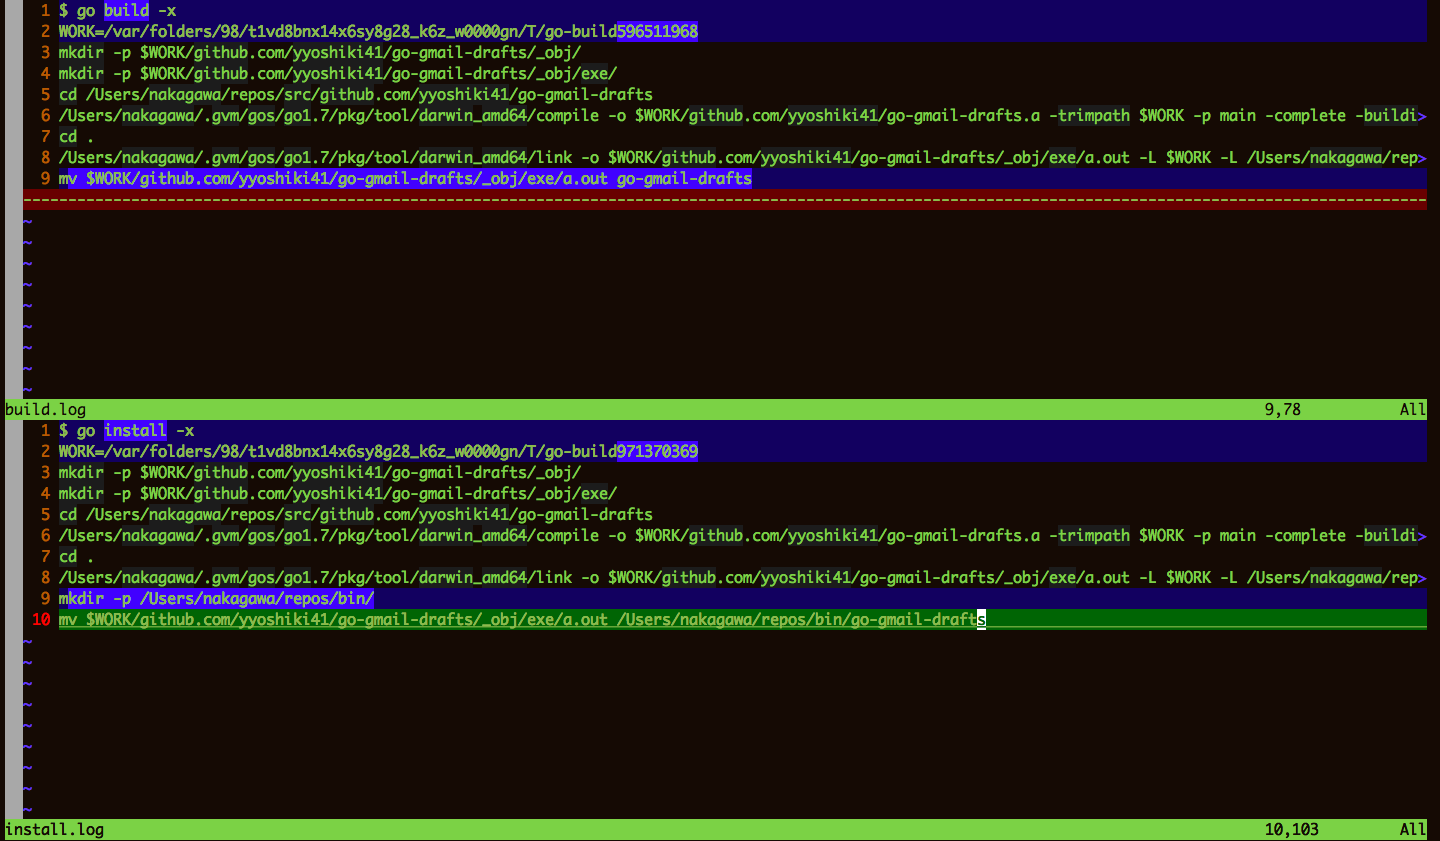 1 $ go build -x
2 WORK=/var/folders/98/t1vd8bnx14x6sy8g28_k6z_w0000gn/T/go-build596511968
3 mkdir -p $WORK/github.com/yyoshiki41/go-gmail-drafts/_obj/
4 mkdir -p $WORK/github.com/yyoshiki41/go-gmail-drafts/_obj/exe/
5 cd /Users/nakagawa/repos/src/github.com/yyoshiki41/go-gmail-drafts
6 /Users/nakagawa/.gvm/gos/go1.7/pkg/tool/darwin_amd64/compile -o $WORK/github.com/yyoshiki41/go-gmail-drafts.a -trimpath $WORK -p main -complete -buildi>
7 cd .
8 /Users/nakagawa/.gvm/gos/go1.7/pkg/tool/darwin_amd64/link -o $WORK/github.com/yyoshiki41/go-gmail-drafts/_obj/exe/a.out -L $WORK -L /Users/nakagawa/rep>
9 mv $WORK/github.com/yyoshiki41/go-gmail-drafts/_obj/exe/a.out go-gmail-drafts
------------------------------------------------------------------------------------------------------------------------------------------------------------
~
~
~
~
~
~
~
~
~
build.log 9,78 All
1 $ go install -x
2 WORK=/var/folders/98/t1vd8bnx14x6sy8g28_k6z_w0000gn/T/go-build971370369
3 mkdir -p $WORK/github.com/yyoshiki41/go-gmail-drafts/_obj/
4 mkdir -p $WORK/github.com/yyoshiki41/go-gmail-drafts/_obj/exe/
5 cd /Users/nakagawa/repos/src/github.com/yyoshiki41/go-gmail-drafts
6 /Users/nakagawa/.gvm/gos/go1.7/pkg/tool/darwin_amd64/compile -o $WORK/github.com/yyoshiki41/go-gmail-drafts.a -trimpath $WORK -p main -complete -buildi>
7 cd .
8 /Users/nakagawa/.gvm/gos/go1.7/pkg/tool/darwin_amd64/link -o $WORK/github.com/yyoshiki41/go-gmail-drafts/_obj/exe/a.out -L $WORK -L /Users/nakagawa/rep>
9 mkdir -p /Users/nakagawa/repos/bin/
10 mv $WORK/github.com/yyoshiki41/go-gmail-drafts/_obj/exe/a.out /Users/nakagawa/repos/bin/go-gmail-drafts
~
~
~
~
~
~
~
~
~
install.log 10,103 All